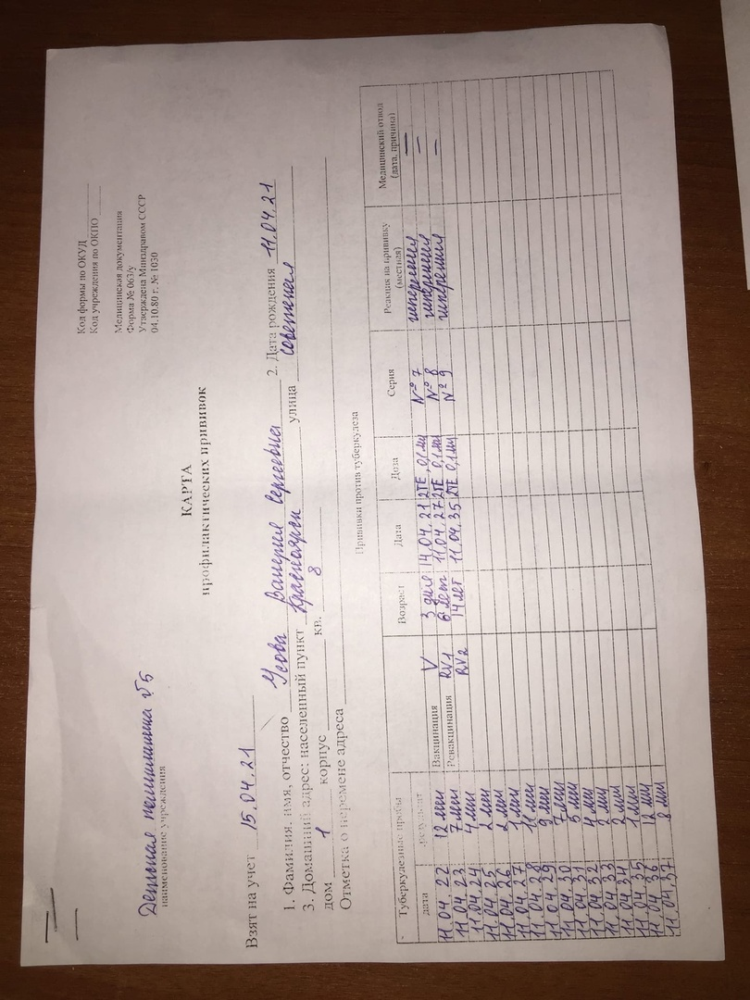 Код формы по ОКУД
Код учреждения по ОКПО
Медицинская документация
Форма № 063/у
Утверждена Минздравом СССР
04.10.80 г. № 1030
Детская поликлиника №5
наименование учреждения
КАРТА
профилактических прививок
Взят на учет 15.04.21
1. Фамилия, имя, отчество Усова Валерия Сергеевна 2. Дата рождения 11.04.21
3. Домашний адрес: населенный пункт Красноярск улица советская
дом 1 корпус кв. 8
Отметка о перемене адреса
Прививки против туберкулеза
Туберкулезные пробы Возраст Дата Доза Серия Реакция на прививку (местная) Медицинский отвод (дата, причина)
дата результат
11.04.22 12 мм Вакцинация V 3 дня 14.04.21 2ТЕ, 0,1мл № 7 гиперемия —
11.04.23 7 мм Ревакцинация RV1 6 лет 11.04.27 2ТЕ 0,1мл № 8 гиперемия —
11.04.24 4 мм RV2 14 лет 11.04.35 2ТЕ 0,1мл № 9 гиперемия —
11.04.25 2 мм
11.04.26 2 мм
11.04.27 1 мм
11.04.28 11 мм
11.04.29 9 мм
11.04.30 7 мм
11.04.31 5 мм
11.04.32 4 мм
11.04.33 2 мм
11.04.34 2 мм
11.04.35 1 мм
11.04.36 12 мм
11.04.37 8 мм